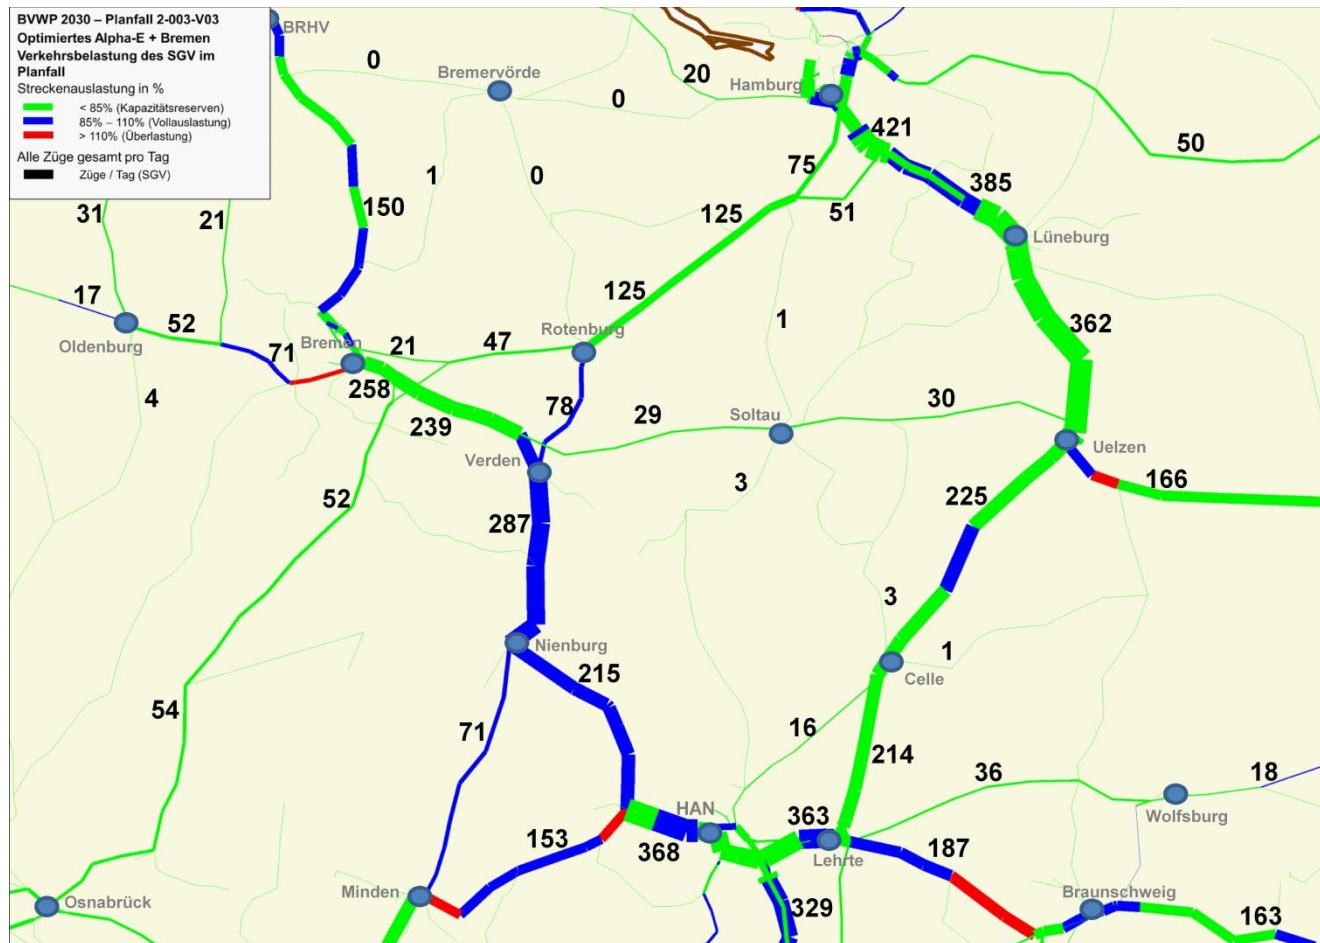 BVWP 2030 – Planfall 2-003-V03
Optimiertes Alpha-E + Bremen
Verkehrsbelastung des SGV im
Planfall
Streckenauslastung in %
< 85% (Kapazitätsreserven)
85% – 110% (Vollauslastung)
> 110% (Überlastung)
Alle Züge gesamt pro Tag
Züge / Tag (SGV)
BRHV
0
Bremervörde
0
20
Hamburg
421
50
75
1
0
385
31
21
150
125
51
Lüneburg
17
52
125
1
362
Oldenburg
71
Bremen
21
47
Rotenburg
258
4
239
78
29
Soltau
30
Uelzen
Verden
3
166
52
225
287
3
Nienburg
1
215
Celle
54
71
16
214
36
18
Wolfsburg
HAN
363
153
368
Lehrte
187
Minden
Braunschweig
Osnabrück
329
163